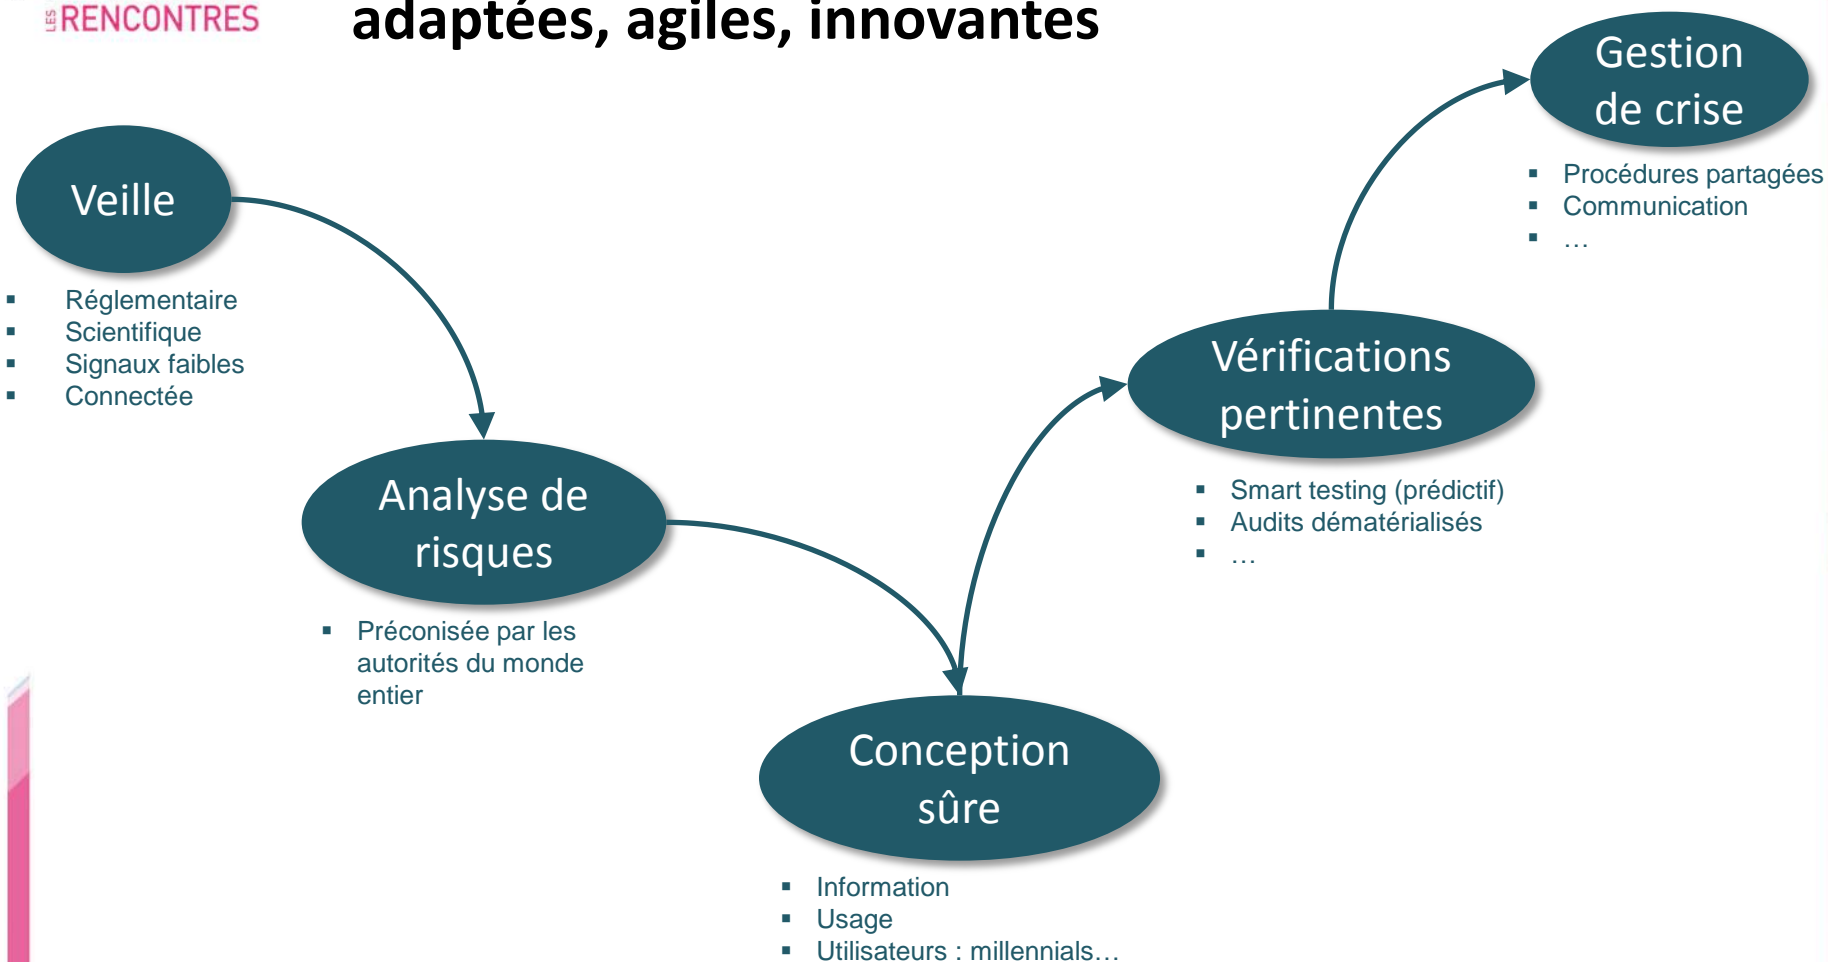 LES
RENCONTRES
adaptées, agiles, innovantes
Gestion
de crise
▪ Procédures partagées
▪ Communication
▪ …
Veille
▪ Réglementaire
▪ Scientifique
▪ Signaux faibles
▪ Connectée
Vérifications
pertinentes
▪ Smart testing (prédictif)
▪ Audits dématérialisés
▪ …
Analyse de
risques
▪ Préconisée par les
autorités du monde
entier
Conception
sûre
▪ Information
▪ Usage
▪ Utilisateurs : millennials…